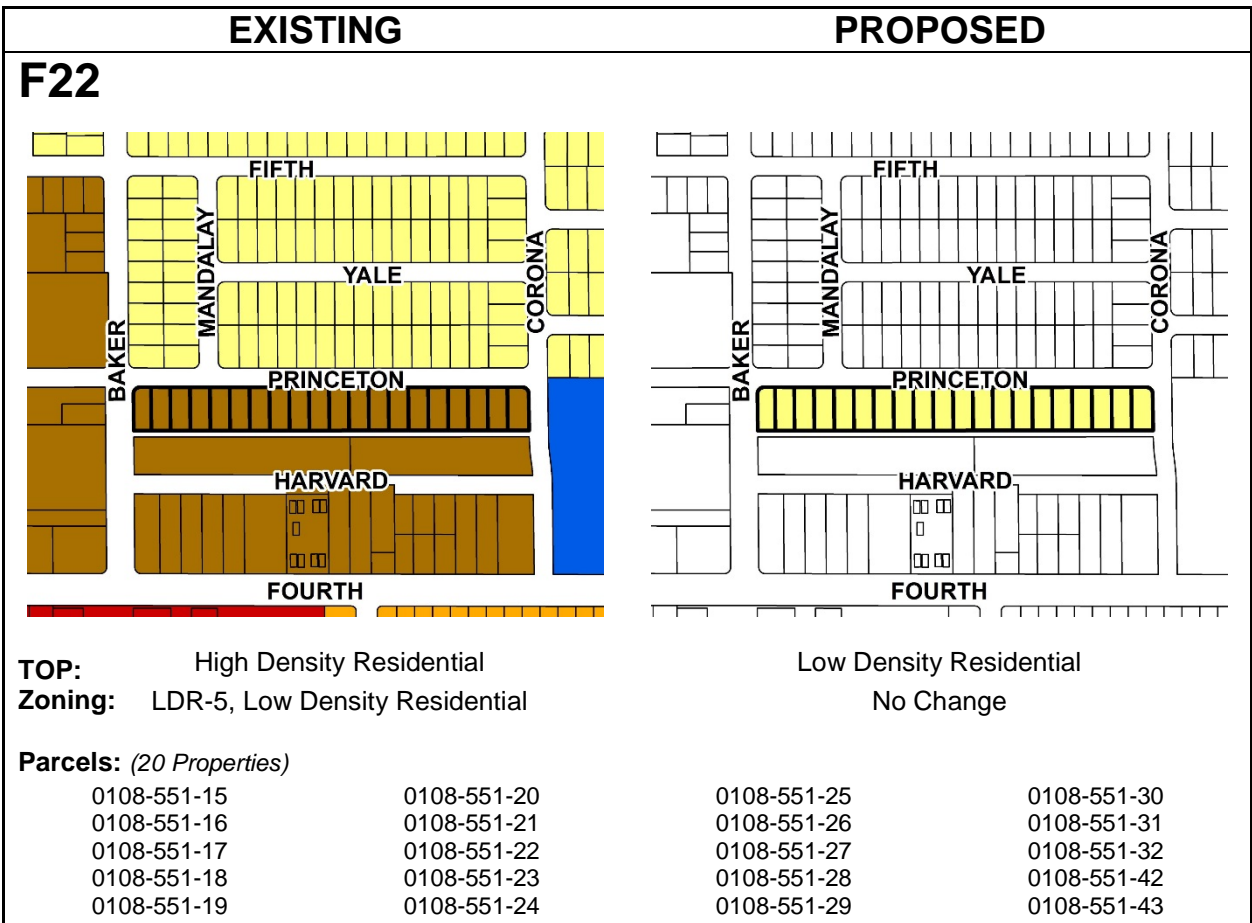 EXISTING PROPOSED
F22
FIFTH
MANDALAY
YALE
CORONA
BAKER
PRINCETON
HARVARD
FOURTH
FIFTH
MANDALAY
YALE
CORONA
BAKER
PRINCETON
HARVARD
FOURTH
TOP: High Density Residential Low Density Residential
Zoning: LDR-5, Low Density Residential No Change
Parcels: (20 Properties)
0108-551-15 0108-551-20 0108-551-25 0108-551-30
0108-551-16 0108-551-21 0108-551-26 0108-551-31
0108-551-17 0108-551-22 0108-551-27 0108-551-32
0108-551-18 0108-551-23 0108-551-28 0108-551-42
0108-551-19 0108-551-24 0108-551-29 0108-551-43